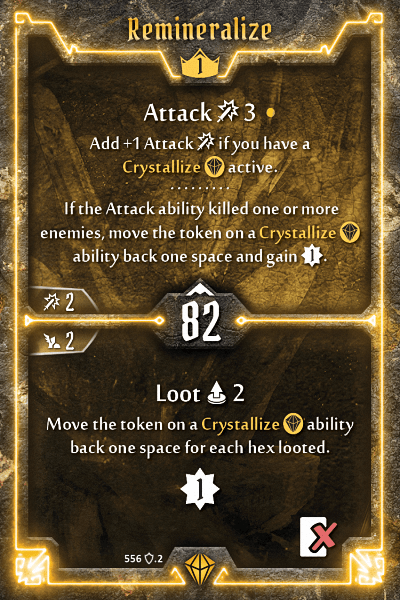 Remineralize
1
Attack 3
Add +1 Attack if you have a
Crystallize active.
If the Attack ability killed one or more
enemies, move the token on a Crystallize
ability back one space and gain 1.
2
82
2
Loot 2
Move the token on a Crystallize ability
back one space for each hex looted.
1
556 .2